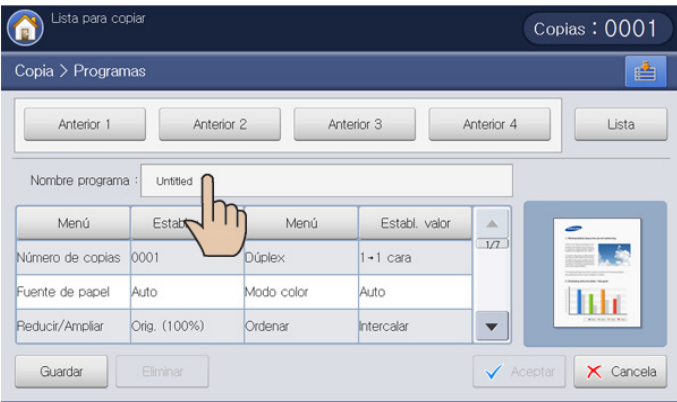 Lista para copiar
Copias : 0001
Copia > Programas
Anterior 1 Anterior 2 Anterior 3 Anterior 4 Lista
Nombre programa : Untitled
Menú Establ. Menú Establ. valor
1/7
Número de copias 0001 Dúplex 1→1 cara
Fuente de papel Auto Modo color Auto
Reducir/Ampliar Orig. (100%) Ordenar Intercalar
Guardar Eliminar Aceptar Cancela